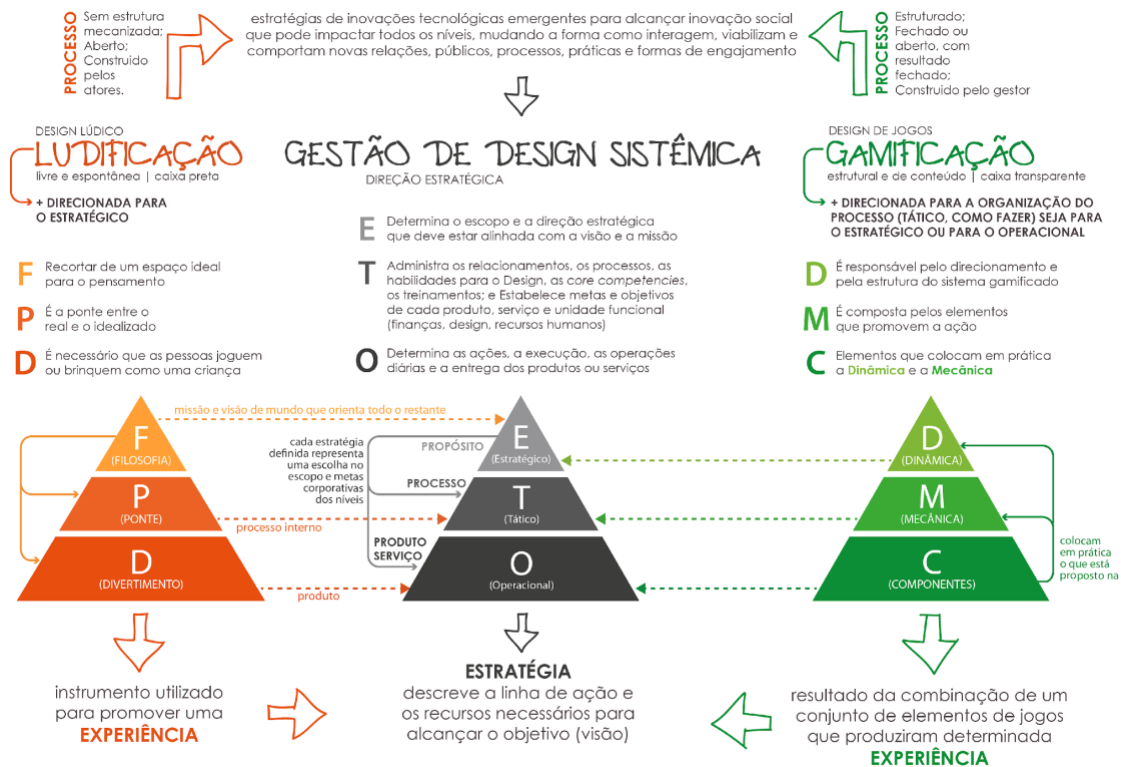 PROCESSO
Sem estrutura
mecanizada;
Aberto;
Construido
pelos
atores.
estratégias de inovações tecnológicas emergentes para alcançar inovação social
que pode impactar todos os níveis, mudando a forma como interagem, viabilizam e
comportam novas relações, públicos, processos, práticas e formas de engajamento
PROCESSO
Estruturado;
Fechado ou
aberto, com
resultado
fechado;
Construido pelo gestor
DESIGN LÚDICO
LUDIFICAÇÃO
livre e espontânea | caixa preta
+ DIRECIONADA PARA
O ESTRATÉGICO
F Recortar de um espaço ideal
para o pensamento
P É a ponte entre o
real e o idealizado
D É necessário que as pessoas joguem
ou brinquem como uma criança
GESTÃO DE DESIGN SISTÊMICA
DIREÇÃO ESTRATÉGICA
E Determina o escopo e a direção estratégica
que deve estar alinhada com a visão e a missão
T Administra os relacionamentos, os processos, as
habilidades para o Design, as core competencies,
os treinamentos; e Estabelece metas e objetivos
de cada produto, serviço e unidade funcional
(finanças, design, recursos humanos)
O Determina as ações, a execução, as operações
diárias e a entrega dos produtos ou serviços
DESIGN DE JOGOS
GAMIFICAÇÃO
estrutural e de conteúdo | caixa transparente
+ DIRECIONADA PARA A ORGANIZAÇÃO DO
PROCESSO (TÁTICO, COMO FAZER) SEJA PARA
O ESTRATÉGICO OU PARA O OPERACIONAL
D É responsável pelo direcionamento e
pela estrutura do sistema gamificado
M É composta pelos elementos
que promovem a ação
C Elementos que colocam em prática
a Dinâmica e a Mecânica
F
(FILOSOFIA)
P
(PONTE)
D
(DIVERTIMENTO)
missão e visão de mundo que orienta todo o restante
processo interno
produto
cada estratégia
definida representa
uma escolha no
escopo e metas
corporativas
dos níveis
PROPÓSITO
PROCESSO
PRODUTO
SERVIÇO
E
(Estratégico)
T
(Tático)
O
(Operacional)
D
(DINÂMICA)
M
(MECÂNICA)
C
(COMPONENTES)
colocam
em prática
o que está
proposto na
instrumento utilizado
para promover uma
EXPERIÊNCIA
ESTRATÉGIA
descreve a linha de ação e
os recursos necessários para
alcançar o objetivo (visão)
resultado da combinação de um
conjunto de elementos de jogos
que produziram determinada
EXPERIÊNCIA